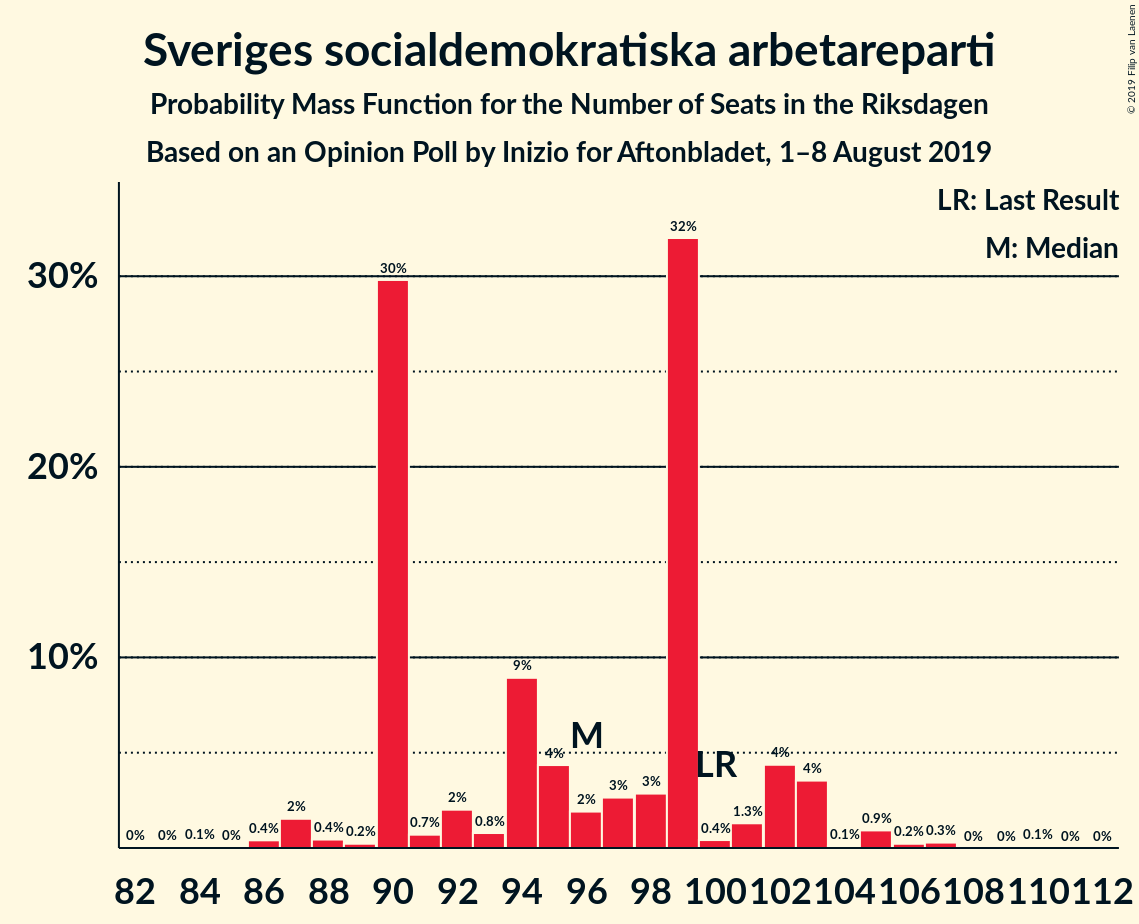 Sveriges socialdemokratiska arbetareparti
Probability Mass Function for the Number of Seats in the Riksdagen
Based on an Opinion Poll by Inizio for Aftonbladet, 1–8 August 2019
© 2019 Filip van Laenen
LR: Last Result
M: Median
30%
20%
10%
0% 0% 0.1% 0% 0.4% 2% 0.4% 0.2% 30% 0.7% 2% 0.8% 9% 4% 2% 3% 3% 32% 0.4% 1.3% 4% 4% 0.1% 0.9% 0.2% 0.3% 0% 0% 0.1% 0% 0%
M
LR
82 84 86 88 90 92 94 96 98 100 102 104 106 108 110 112